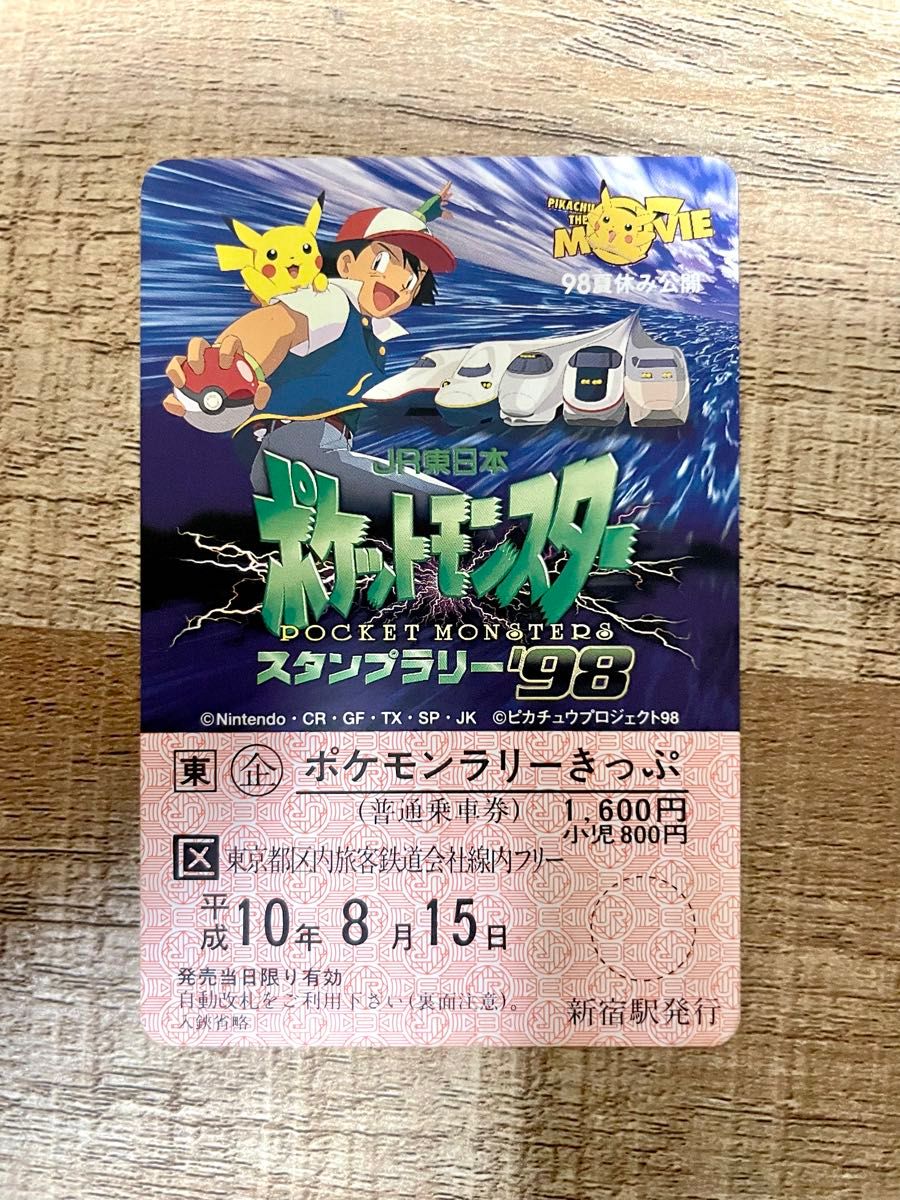 PIKACHU
THE
MOVIE
98夏休み公開
JR東日本
ポケットモンスター
POCKET MONSTERS
スタンプラリー'98
©Nintendo・CR・GF・TX・SP・JK ©ピカチュウプロジェクト98
東 企 ポケモンラリーきっぷ
(普通乗車券) 1,600円
小児800円
区 東京都区内旅客鉄道会社線内フリー
平成10年 8月15日
発売当日限り有効
自動改札をご利用下さい(裏面注意)。
入鋏省略
新宿駅発行